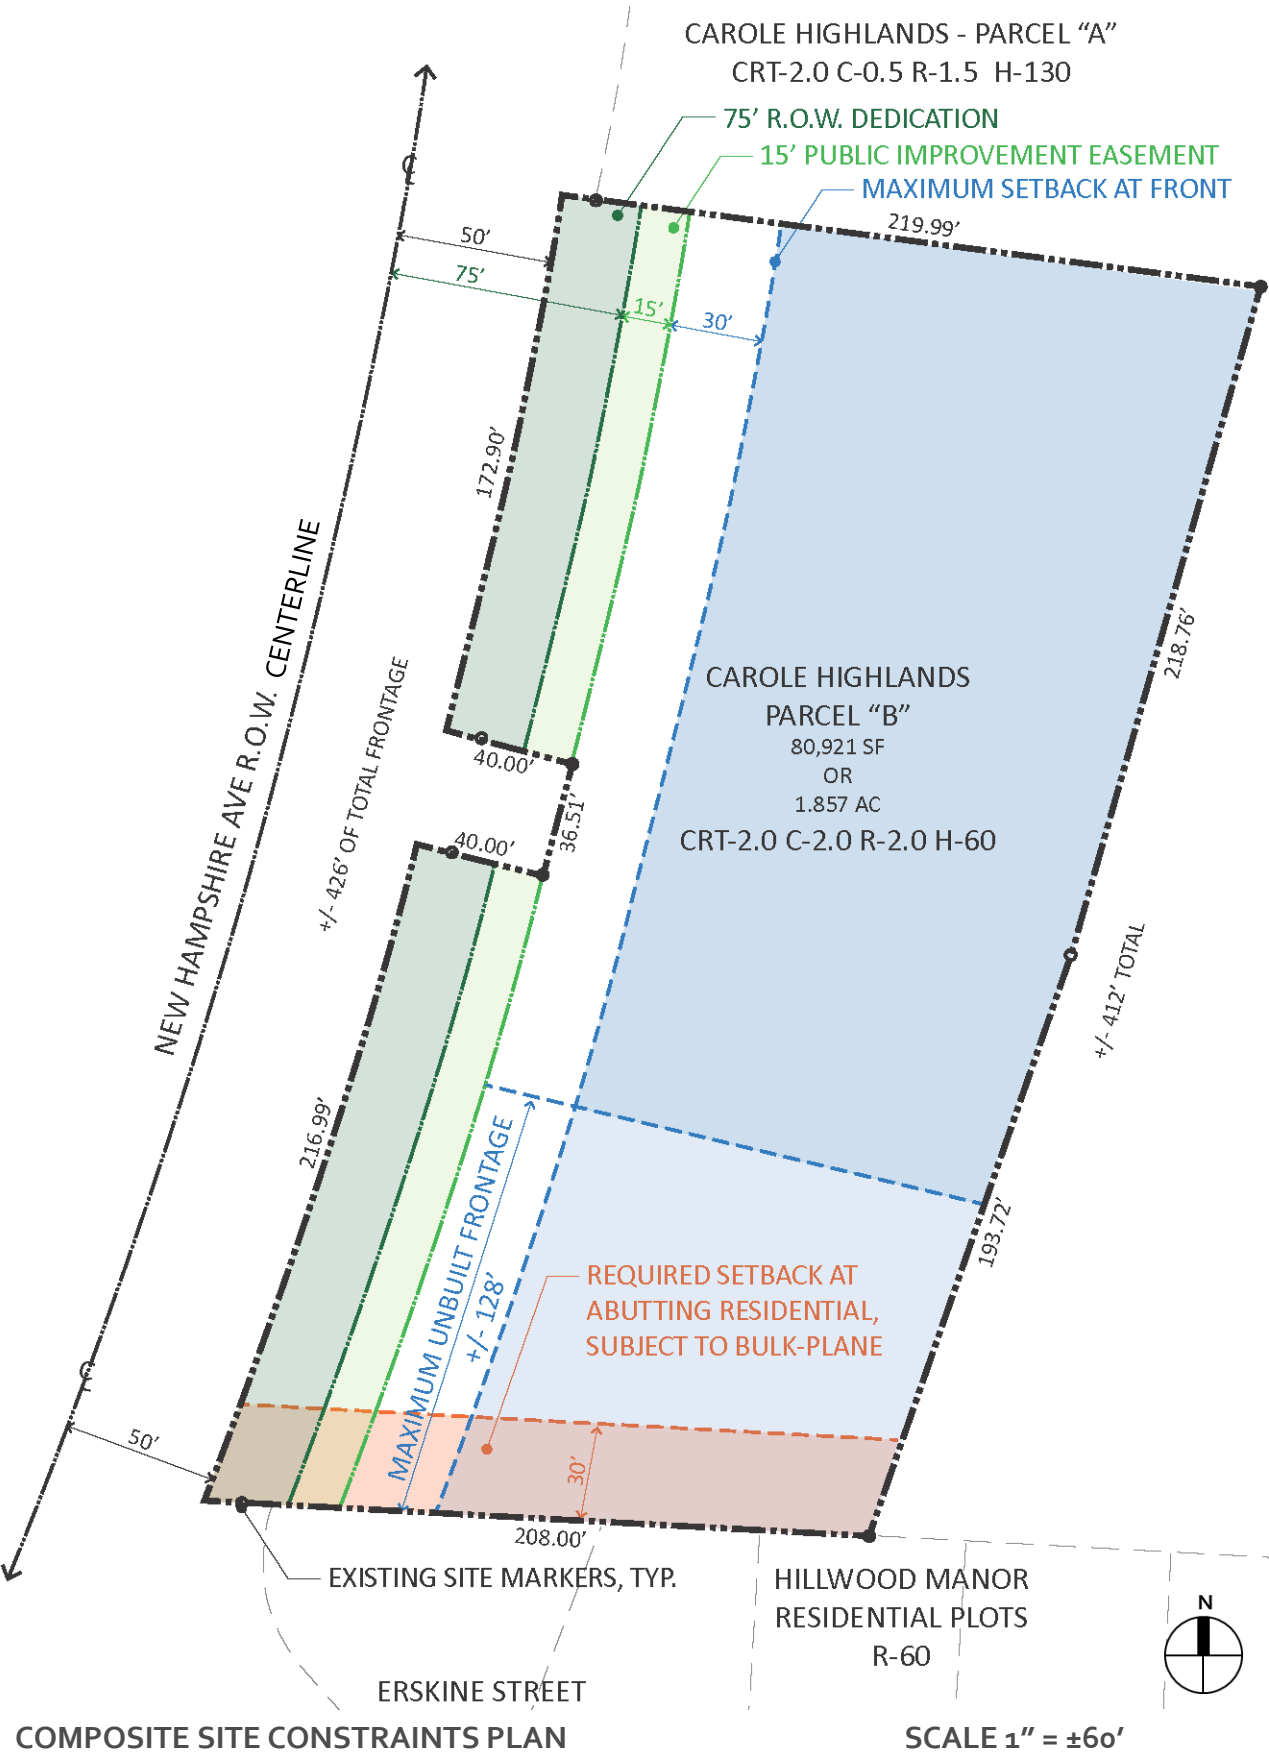 CAROLE HIGHLANDS - PARCEL “A”
CRT-2.0 C-0.5 R-1.5 H-130
75’ R.O.W. DEDICATION
15’ PUBLIC IMPROVEMENT EASEMENT
MAXIMUM SETBACK AT FRONT
219.99’
50’
75’
15’
30’
172.90’
NEW HAMPSHIRE AVE R.O.W. CENTERLINE
+/- 426’ OF TOTAL FRONTAGE
218.76’
CAROLE HIGHLANDS
PARCEL “B”
80,921 SF
OR
1.857 AC
CRT-2.0 C-2.0 R-2.0 H-60
40.00’
36.51’
40.00’
+/- 412’ TOTAL
216.99’
MAXIMUM UNBUILT FRONTAGE
+/- 128’
193.72’
REQUIRED SETBACK AT
ABUTTING RESIDENTIAL,
SUBJECT TO BULK-PLANE
50’
30’
208.00’
EXISTING SITE MARKERS, TYP.
HILLWOOD MANOR
RESIDENTIAL PLOTS
R-60
N
ERSKINE STREET
COMPOSITE SITE CONSTRAINTS PLAN
SCALE 1” = ±60’